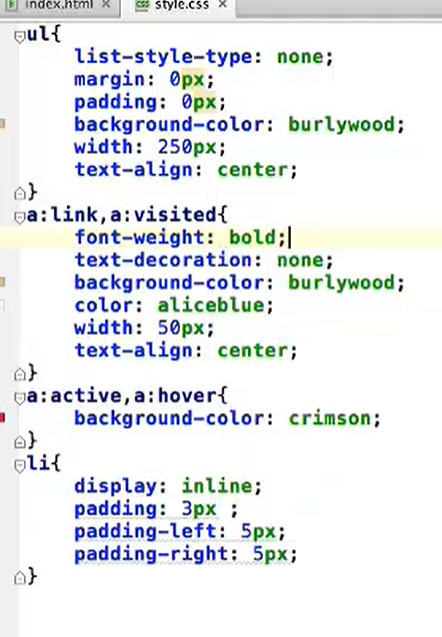 index.html × style.css ×
ul{
list-style-type: none;
margin: 0px;
padding: 0px;
background-color: burlywood;
width: 250px;
text-align: center;
}
a:link,a:visited{
font-weight: bold;
text-decoration: none;
background-color: burlywood;
color: aliceblue;
width: 50px;
text-align: center;
}
a:active,a:hover{
background-color: crimson;
}
li{
display: inline;
padding: 3px ;
padding-left: 5px;
padding-right: 5px;
}